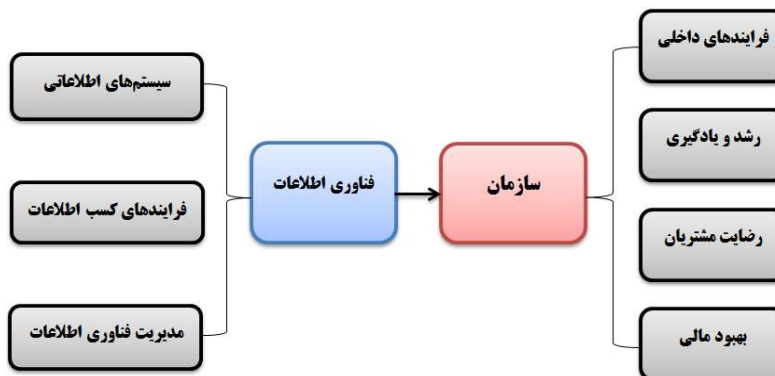 فرایندهای داخلی
رشد و یادگیری
رضایت مشتریان
بهبود مالی
سازمان
فناوری اطلاعات
سیستم‌های اطلاعاتی
فرایندهای کسب اطلاعات
مدیریت فناوری اطلاعات